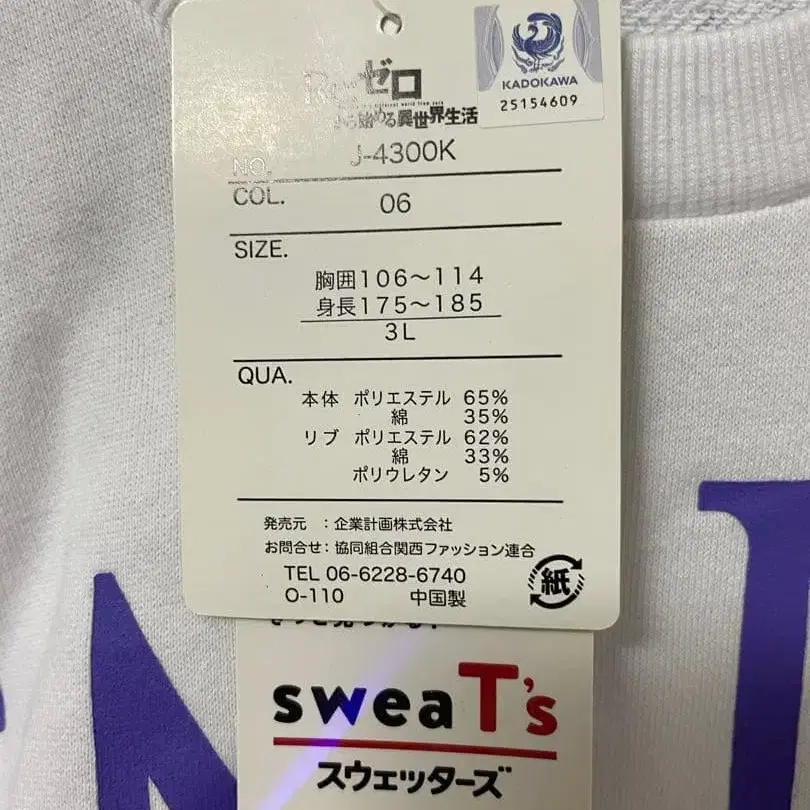 KADOKAWA
25154609
Re:ゼロ
から始める異世界生活
NO. J-4300K
COL. 06
SIZE.
胸囲106～114
身長175～185
3L
QUA.
本体 ポリエステル 65%
綿 35%
リブ ポリエステル 62%
綿 33%
ポリウレタン 5%
発売元 ：企業計画株式会社
お問合せ：協同組合関西ファッション連合
TEL 06-6228-6740
O-110 中国製
紙
sweaT's
スウェッターズ